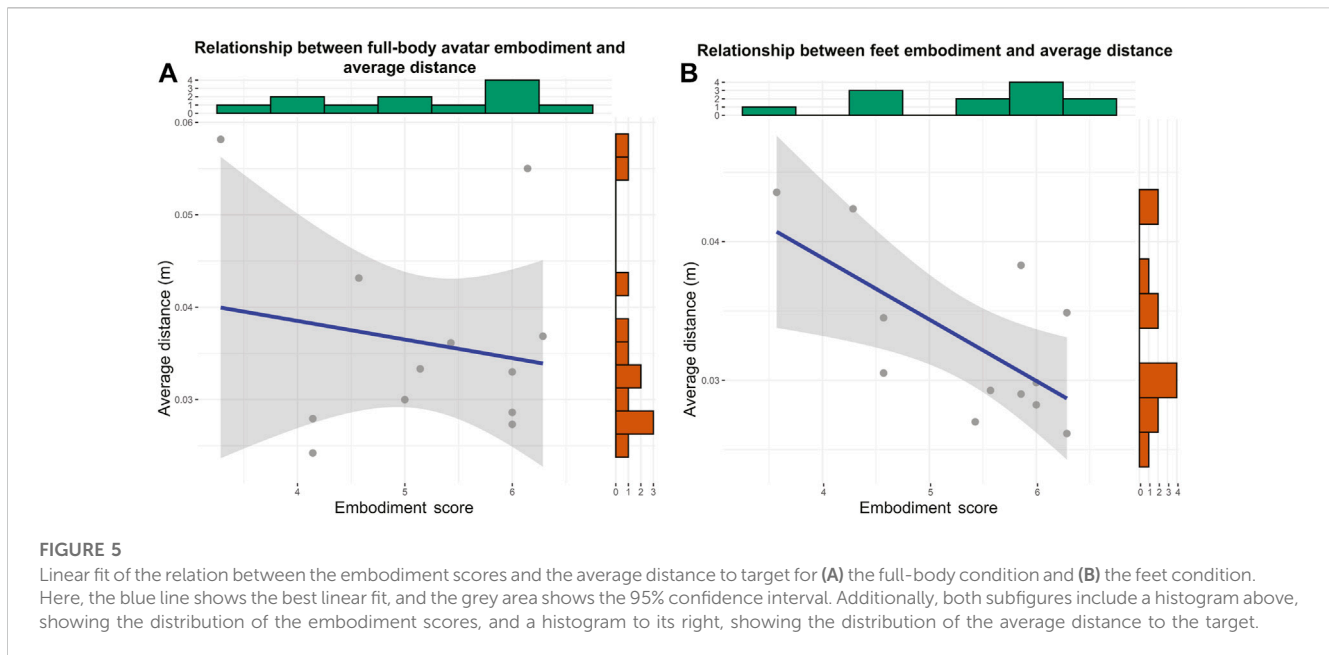 Relationship between full-body avatar embodiment and
average distance
A
4
3
2
1
0
0.06
0.05
0.04
0.03
Average distance (m)
4
5
6
Embodiment score
0 1 2 3
Relationship between feet embodiment and average distance
B
4
3
2
1
0
0.04
0.03
Average distance (m)
4
5
6
Embodiment score
0 1 2 3 4
FIGURE 5
Linear fit of the relation between the embodiment scores and the average distance to target for (A) the full-body condition and (B) the feet condition.
Here, the blue line shows the best linear fit, and the grey area shows the 95% confidence interval. Additionally, both subfigures include a histogram above,
showing the distribution of the embodiment scores, and a histogram to its right, showing the distribution of the average distance to the target.